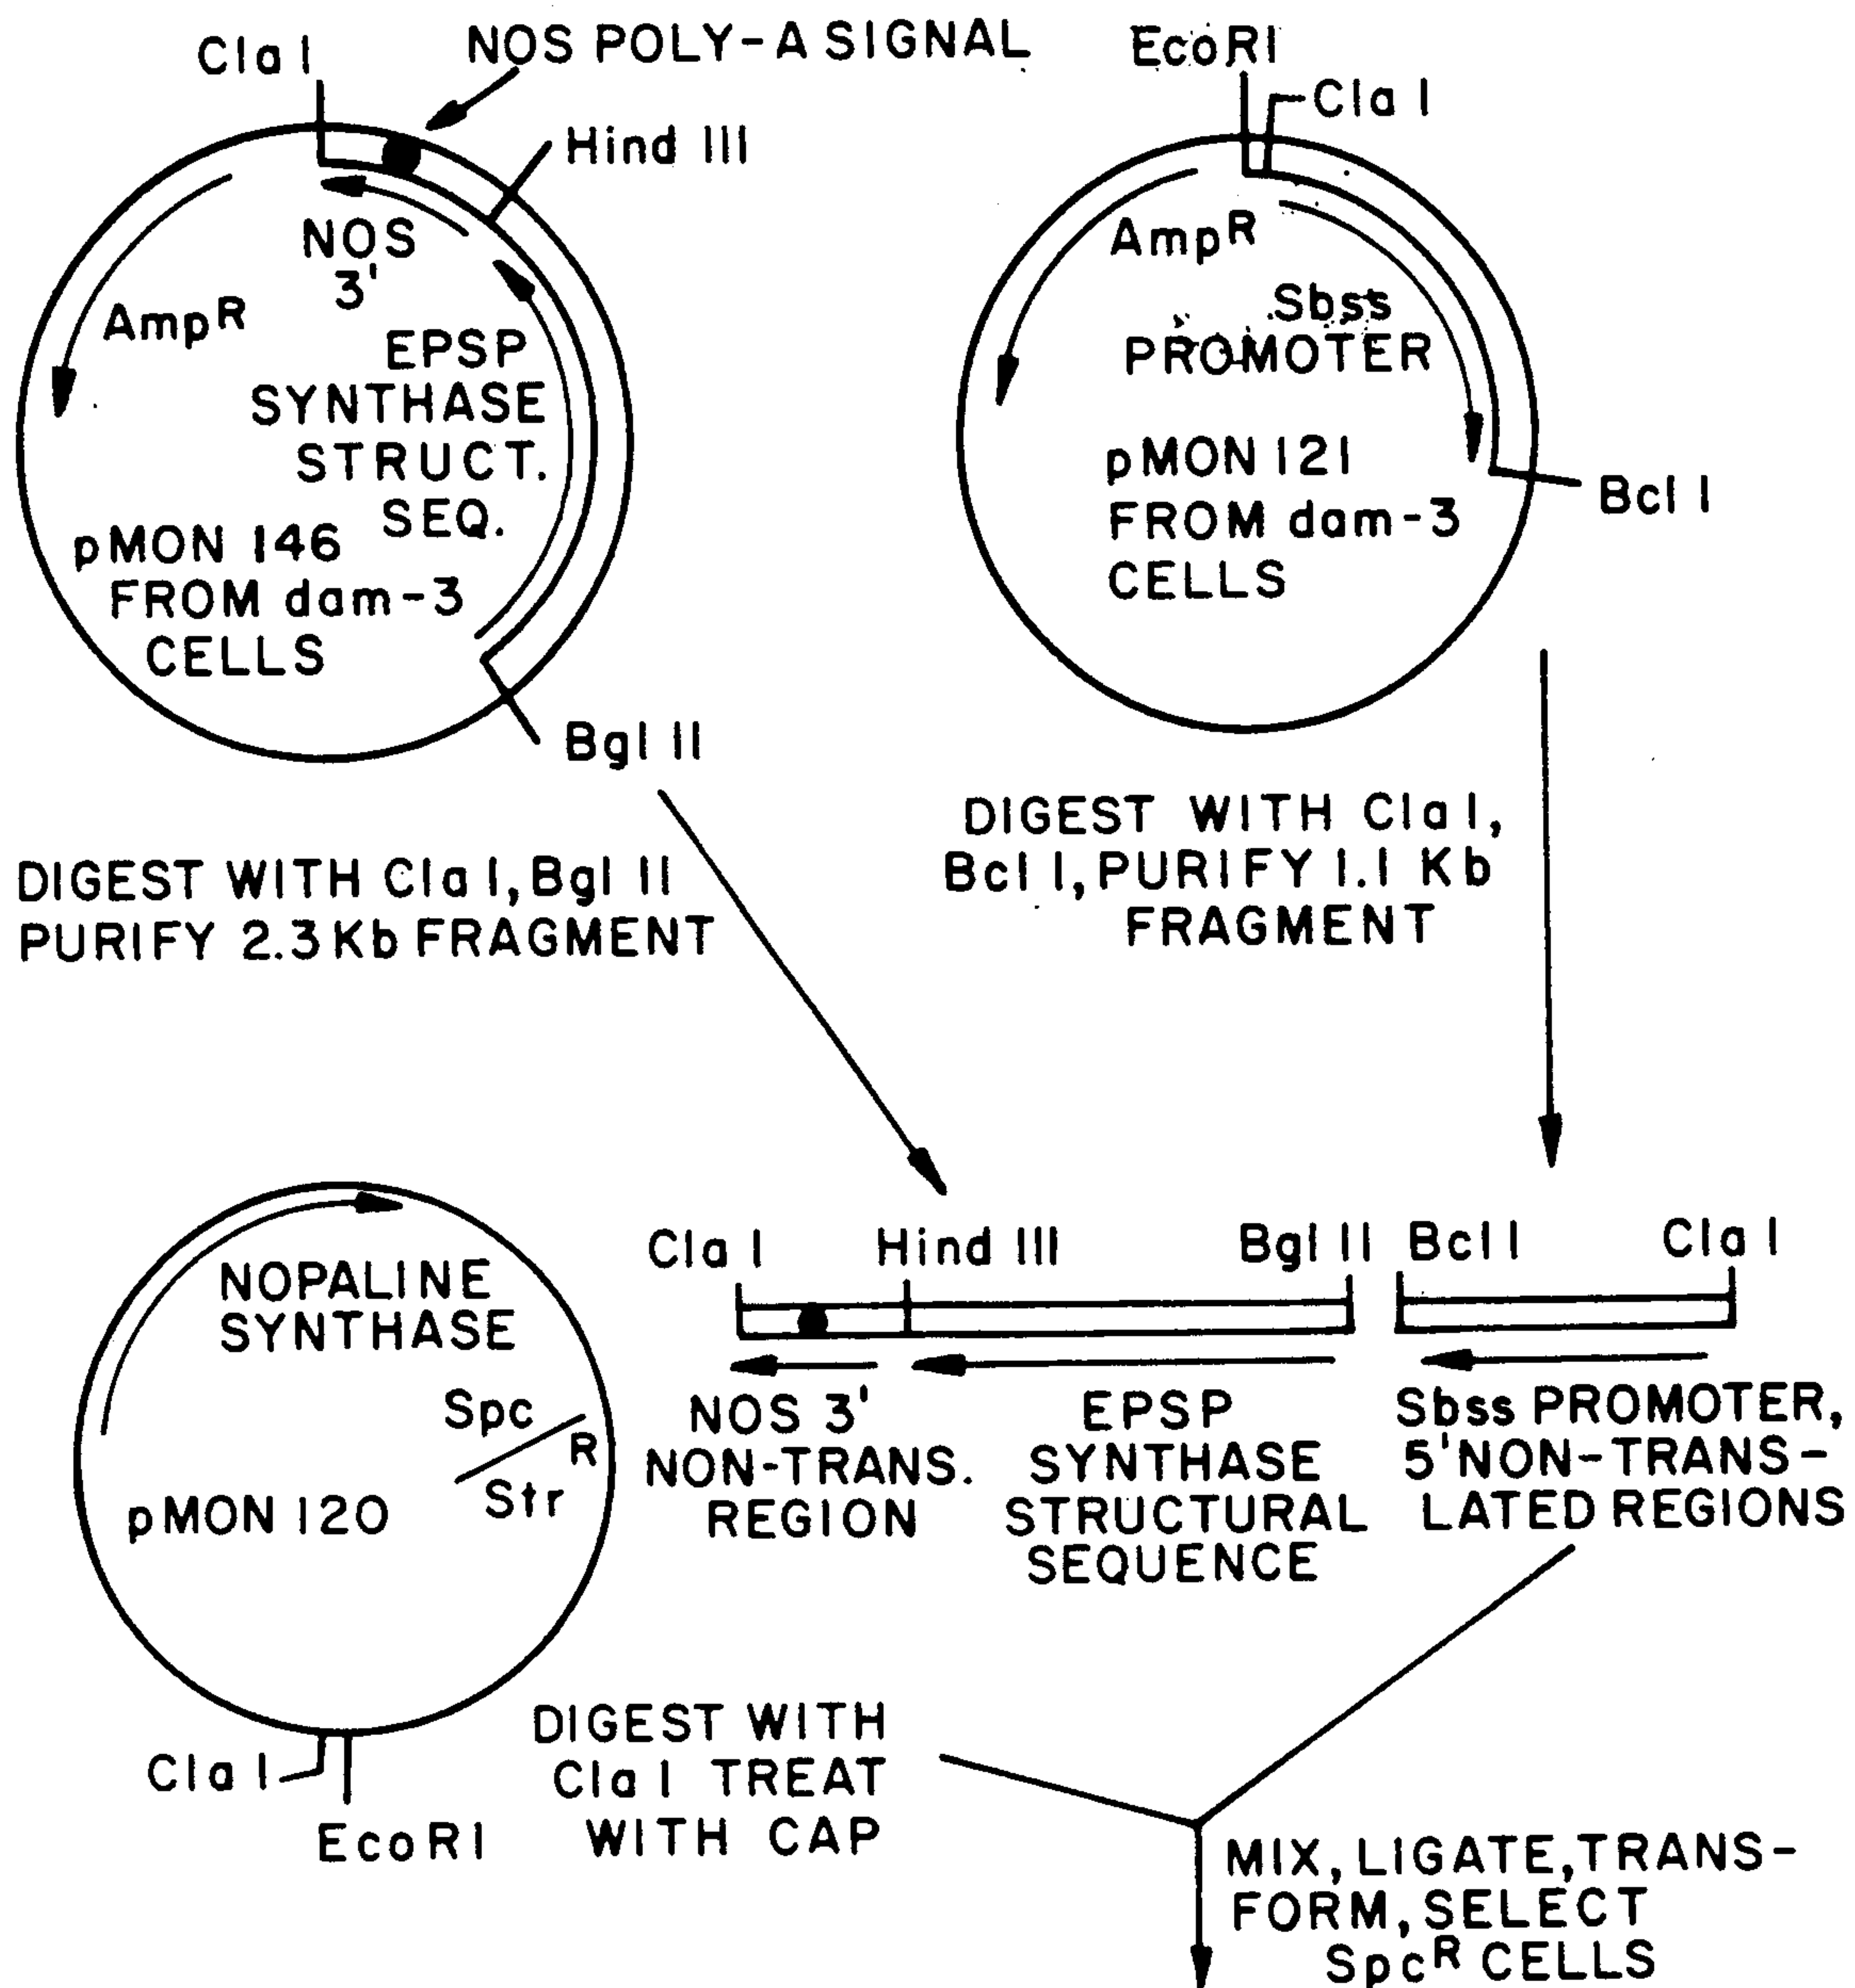 Cla I
NOS POLY-A SIGNAL
Hind III
NOS
3'
AmpR
EPSP
SYNTHASE
STRUCT.
SEQ.
pMON 146
FROM dam-3
CELLS
Bgl II
EcoRI
Cla I
AmpR
Sbss
PROMOTER
pMON 121
FROM dam-3
CELLS
Bcl I
DIGEST WITH Cla I, Bgl II
PURIFY 2.3 Kb FRAGMENT
DIGEST WITH Cla I,
Bcl I, PURIFY 1.1 Kb
FRAGMENT
NOPALINE
SYNTHASE
Spc
R
Str
pMON 120
Cla I
EcoRI
Cla I
Hind III
Bgl II
Bcl I
Cla I
NOS 3'
NON-TRANS.
REGION
EPSP
SYNTHASE
STRUCTURAL
SEQUENCE
Sbss PROMOTER,
5'NON-TRANS-
LATED REGIONS
DIGEST WITH
Cla I TREAT
WITH CAP
MIX, LIGATE, TRANS-
FORM, SELECT
SpcR CELLS